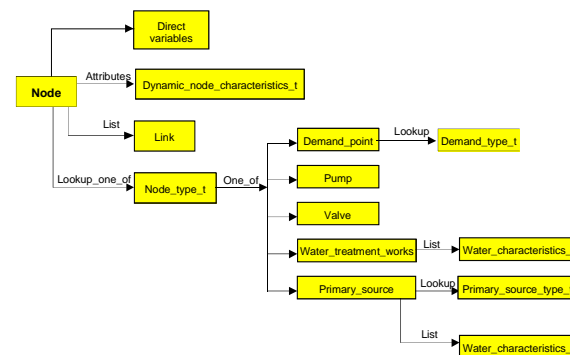 Direct
variables
Attributes
Node
Dynamic_node_characteristics_t
List
Link
Lookup
Demand_point
Demand_type_t
Lookup_one_of
Node_type_t
One_of
Pump
Valve
Water_treatment_works
List
Water_characteristics_
Primary_source
Lookup
Primary_source_type_
List
Water_characteristics_